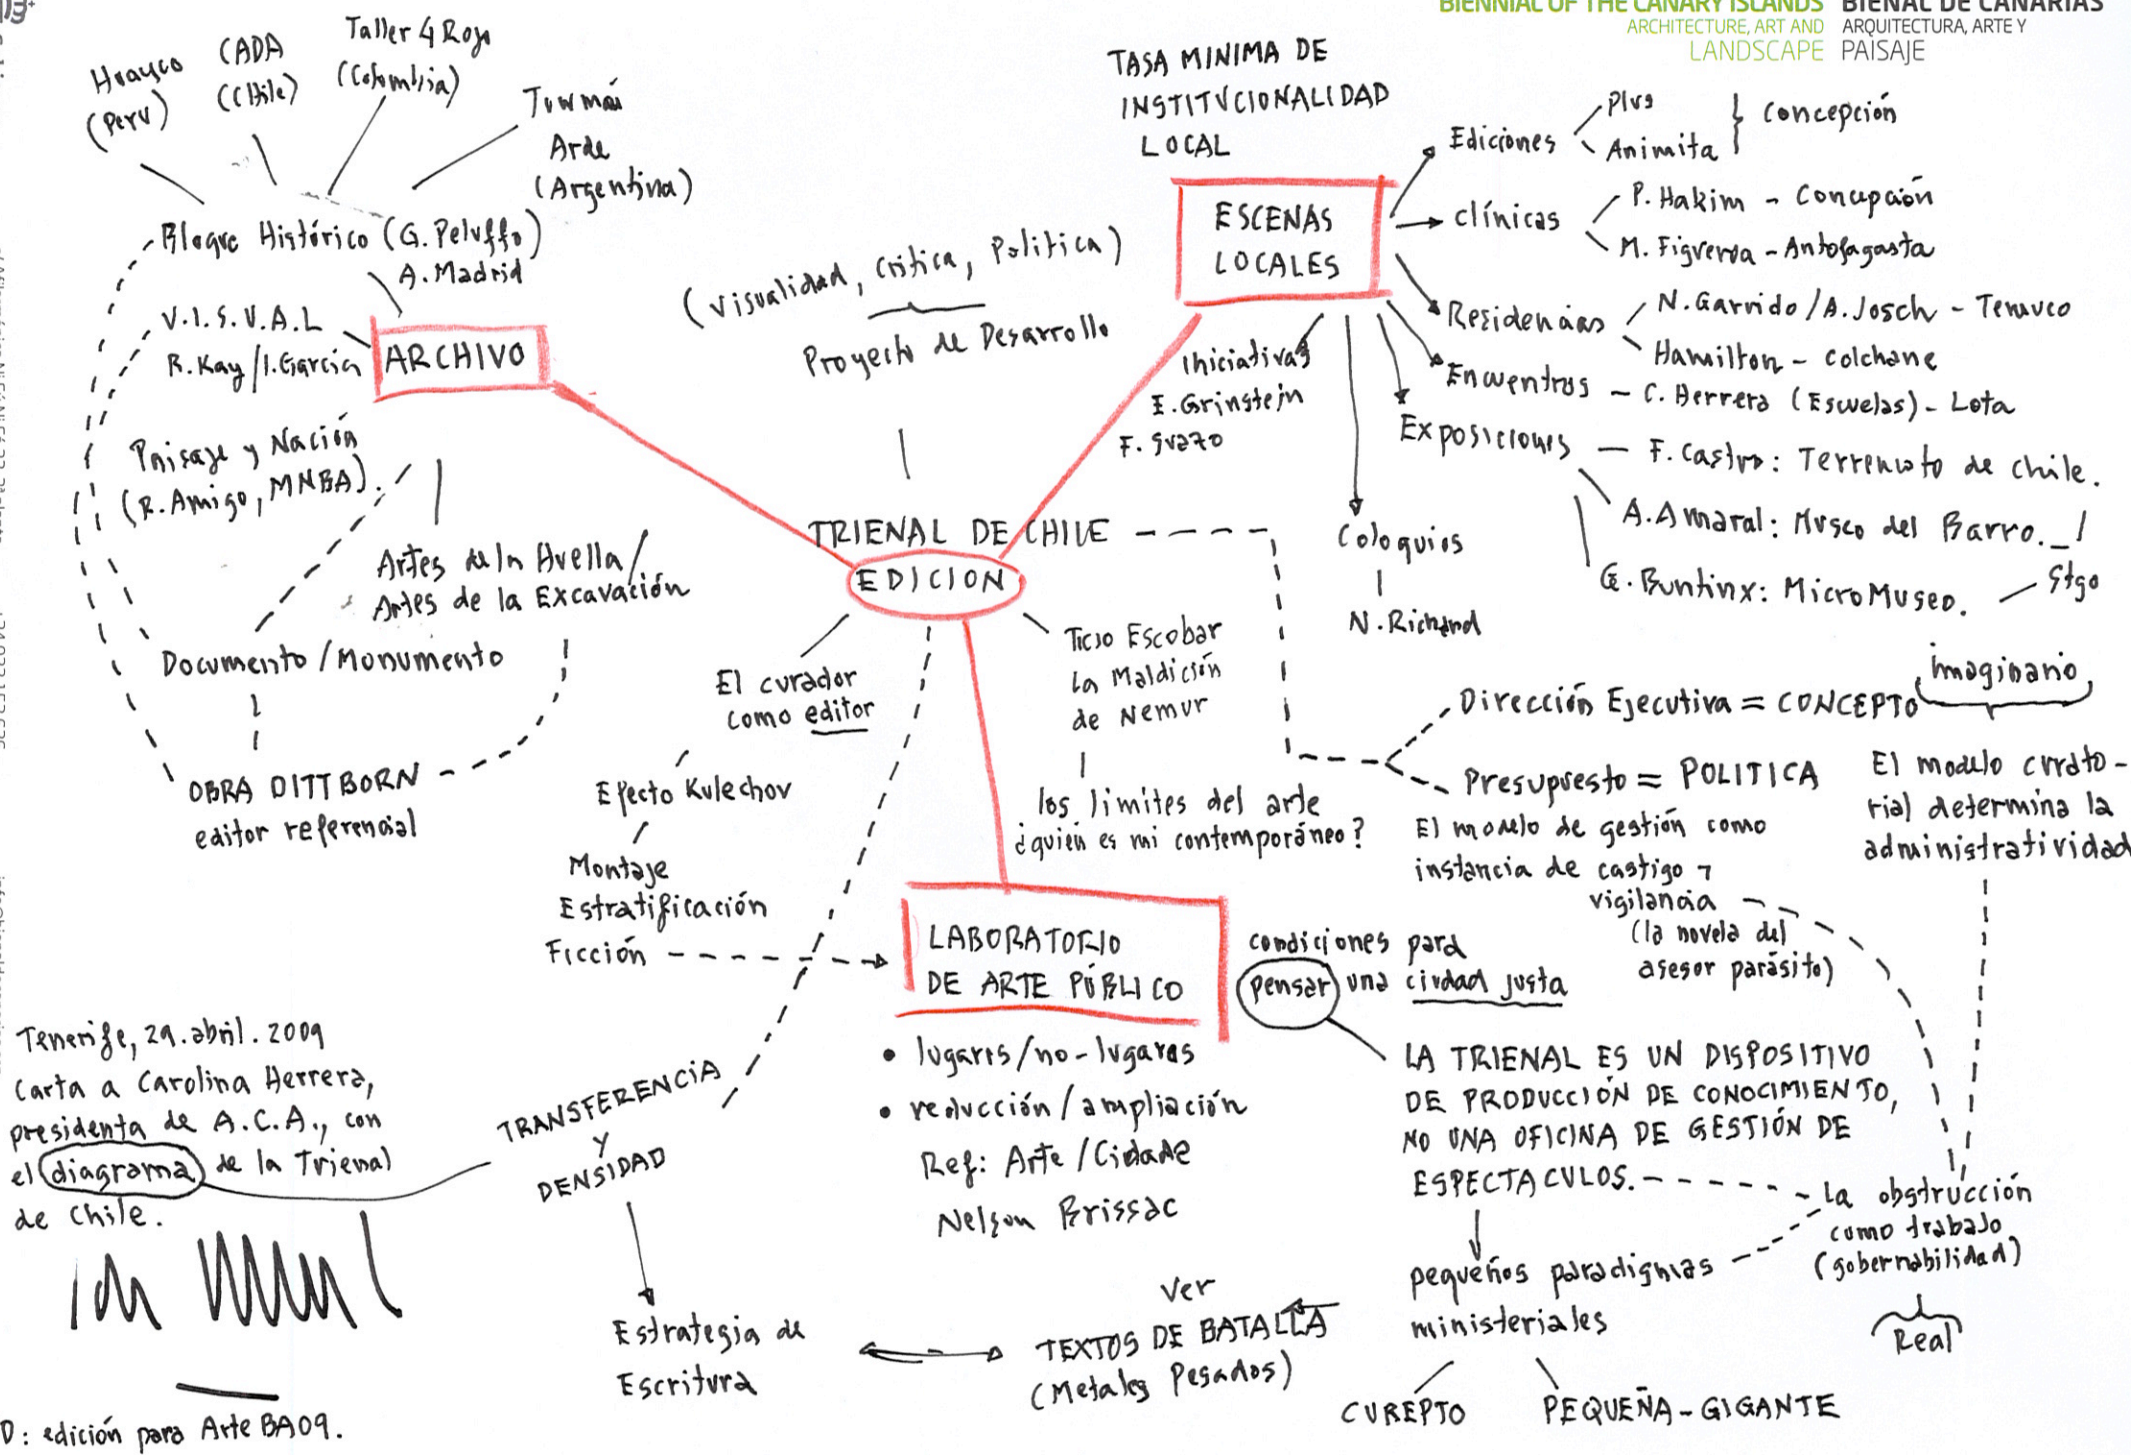 BIENNIAL OF THE CANARY ISLANDS BIENAL DE CANARIAS
ARCHITECTURE, ART AND ARQUITECTURA, ARTE Y
LANDSCAPE PAISAJE
Huayco
(Perú)
CADA
(Chile)
Taller 4 Rojo
(Colombia)
Tucumán
Arde
(Argentina)
Bloque Histórico (G. Peluffo)
A. Madrid
V.I.S.U.A.L
R. Kay / I. García
ARCHIVO
Paisaje y Nación
(R. Amigo, MNBA).
Artes de la Huella /
Artes de la Excavación
Documento / Monumento
OBRA DITTBORN
editor referencial
(visualidad, crítica, Política)
Proyecto de Desarrollo
TRIENAL DE CHILE
EDICION
TASA MINIMA DE
INSTITUCIONALIDAD
LOCAL
ESCENAS
LOCALES
Ediciones
Plus
Animita
Concepción
clínicas
P. Hakim - Concepción
M. Figueroa - Antofagasta
Residencias
N. Garrido / A. Josch - Temuco
Hamilton - Colchane
Encuentros - C. Herrera (Escuelas) - Lota
Exposiciones - F. Castro: Terremoto de Chile.
A. Amaral: Museo del Barro.
G. Buntinx: MicroMuseo.
Stgo
Iniciativas
E. Grinstein
F. Suazo
Coloquios
N. Richard
El curador
como editor
Efecto Kulechov
Montaje
Estratificación
Ficción
Ticio Escobar
La Maldición
de Nemur
los límites del arte
¿quién es mi contemporáneo?
Dirección Ejecutiva = CONCEPTO
imaginario
Presupuesto = POLITICA
El modelo de gestión como
instancia de castigo y
vigilancia
(la novela del
asesor parásito)
El modelo curato-
rial determina la
administratividad
LABORATORIO
DE ARTE PÚBLICO
condiciones para
pensar una ciudad justa
• lugares/no-lugares
• reducción/ampliación
Ref: Arte/Cidade
Nelson Brissac
LA TRIENAL ES UN DISPOSITIVO
DE PRODUCCIÓN DE CONOCIMIENTO,
NO UNA OFICINA DE GESTIÓN DE
ESPECTACULOS.
La obstrucción
como trabajo
(gobernabilidad)
Real
pequeños paradigmas
ministeriales
CUREPTO
PEQUEÑA-GIGANTE
Tenerife, 29. abril. 2009
Carta a Carolina Herrera,
presidenta de A.C.A., con
el diagrama de la Trienal
de Chile.
TRANSFERENCIA
Y
DENSIDAD
Estrategia de
Escritura
Ver
TEXTOS DE BATALLA
(Metales Pesados)
D: edición para Arte BA09.